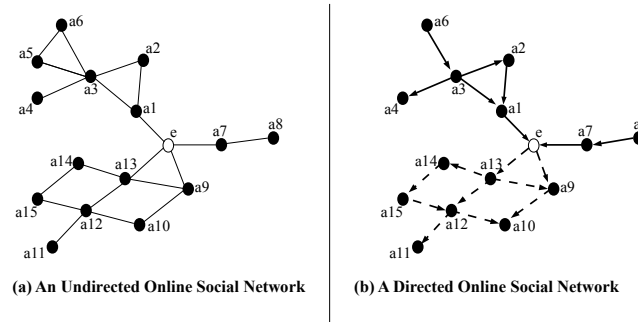 a6
a5
a2
a3
a4
a1
e
a7
a8
a14
a13
a9
a15
a12
a10
a11
(a) An Undirected Online Social Network
a6
a2
a3
a4
a1
e
a7
a
a14
a13
a9
a15
a12
a10
a11
(b) A Directed Online Social Network